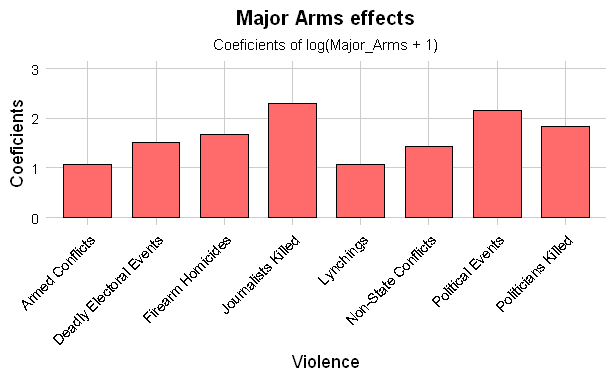 Major Arms effects
Coeficients of log(Major_Arms + 1)
Coeficients
3
2
1
0
Armed Conflicts
Deadly Electoral Events
Firearm Homicides
Journalists Killed
Lynchings
Non-State Conflicts
Political Events
Politicians Killed
Violence